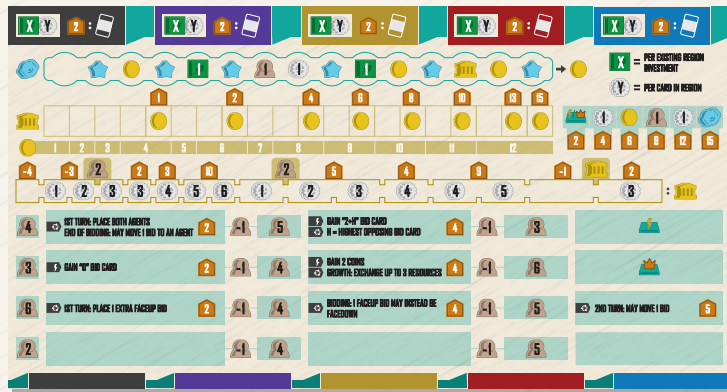 X Y 2 : X Y 2 : X Y 2 : X Y 2 : X Y 2 :
1 1 1 1
X = PER EXISTING REGION
INVESTMENT
Y = PER CARD IN REGION
1 2 4 6 8 10 13 15
1 1 1
2 4 6 8 12 15
1 2 3 4 5 6 7 8 9 10 11 12
-4 -3 2 2 3 10 2 5 4 9 -1 2
1 2 3 3 4 5 6 1 2 3 4 4 5 3 :
4 1ST TURN: PLACE BOTH AGENTS
END OF BIDDING: MAY MOVE 1 BID TO AN AGENT 2 -1 5
GAIN "2+N" BID CARD
N = HIGHEST OPPOSING BID CARD 4 -1 3
3 GAIN "0" BID CARD 2 -1 4
GAIN 2 COINS
GROWTH: EXCHANGE UP TO 3 RESOURCES 4 -1 6
6 1ST TURN: PLACE 1 EXTRA FACEUP BID 2 -1 4
BIDDING: 1 FACEUP BID MAY INSTEAD BE
FACEDOWN 4 -1 5
2ND TURN: MAY MOVE 1 BID 5
2 -1 4 -1 5